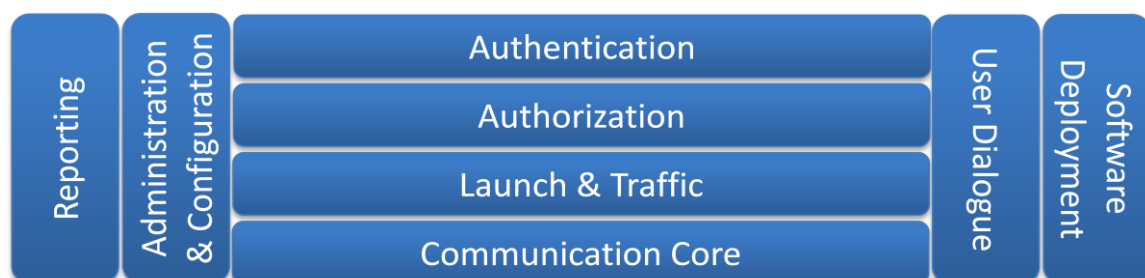 Reporting
Administration
& Configuration
Authentication
Authorization
Launch & Traffic
Communication Core
User Dialogue
Software
Deployment